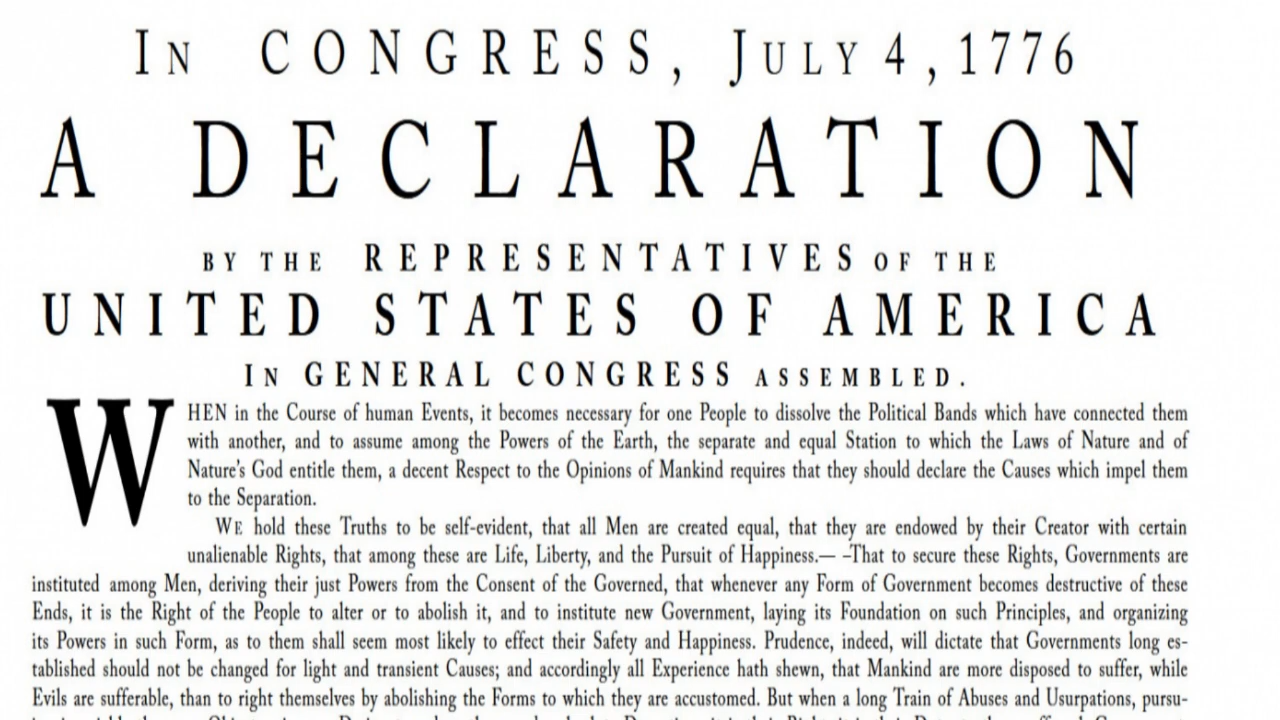 In CONGRESS, July 4, 1776
A DECLARATION
BY THE REPRESENTATIVES OF THE
UNITED STATES OF AMERICA
In GENERAL CONGRESS ASSEMBLED.
WHEN in the Course of human Events, it becomes necessary for one People to dissolve the Political Bands which have connected them
with another, and to assume among the Powers of the Earth, the separate and equal Station to which the Laws of Nature and of
Nature's God entitle them, a decent Respect to the Opinions of Mankind requires that they should declare the Causes which impel them
to the Separation.
WE hold these Truths to be self-evident, that all Men are created equal, that they are endowed by their Creator with certain
unalienable Rights, that among these are Life, Liberty, and the Pursuit of Happiness.— –That to secure these Rights, Governments are
instituted among Men, deriving their just Powers from the Consent of the Governed, that whenever any Form of Government becomes destructive of these
Ends, it is the Right of the People to alter or to abolish it, and to institute new Government, laying its Foundation on such Principles, and organizing
its Powers in such Form, as to them shall seem most likely to effect their Safety and Happiness. Prudence, indeed, will dictate that Governments long es-
tablished should not be changed for light and transient Causes; and accordingly all Experience hath shewn, that Mankind are more disposed to suffer, while
Evils are sufferable, than to right themselves by abolishing the Forms to which they are accustomed. But when a long Train of Abuses and Usurpations, pursu-